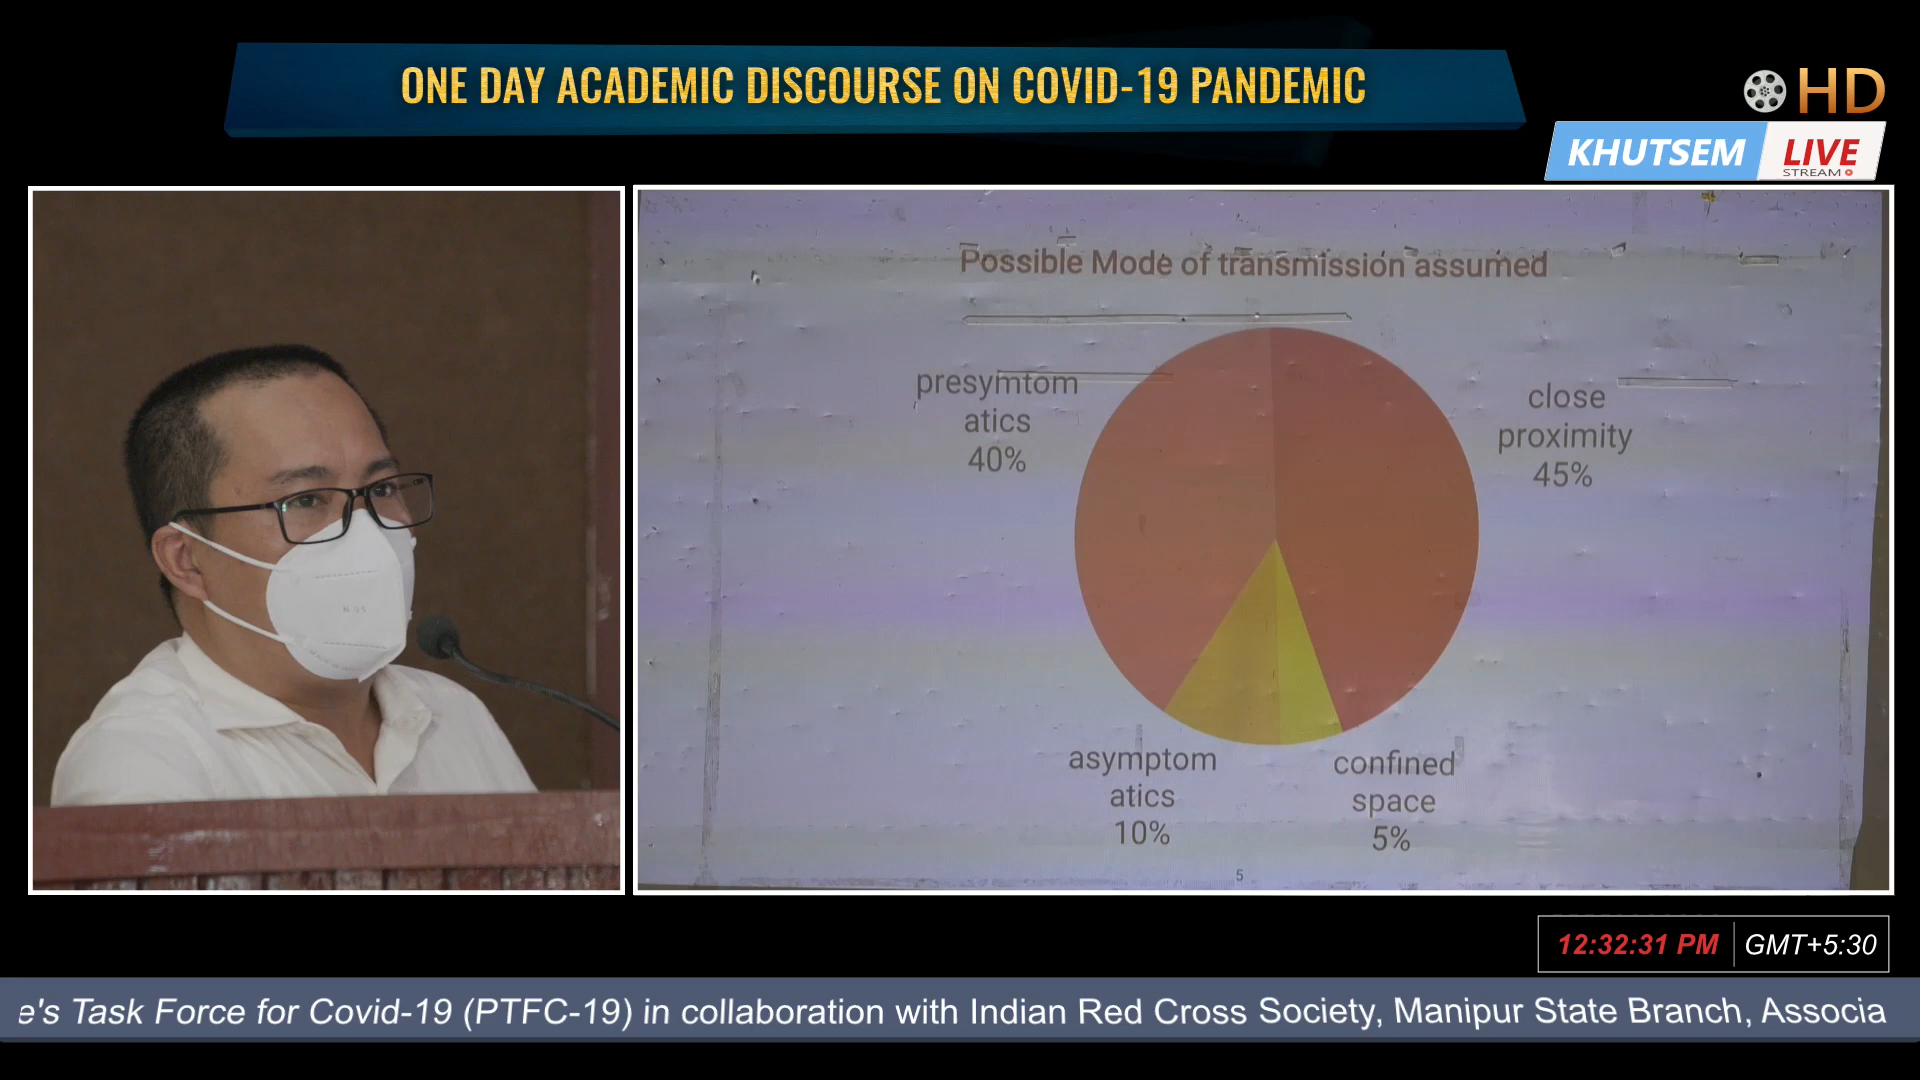 ONE DAY ACADEMIC DISCOURSE ON COVID-19 PANDEMIC
HD
KHUTSEM
LIVE
STREAM
N 95
Possible Mode of transmission assumed
presymtom
atics
40%
close
proximity
45%
asymptom
atics
10%
confined
space
5%
5
12:32:31 PM
GMT+5:30
e's Task Force for Covid-19 (PTFC-19) in collaboration with Indian Red Cross Society, Manipur State Branch, Associa